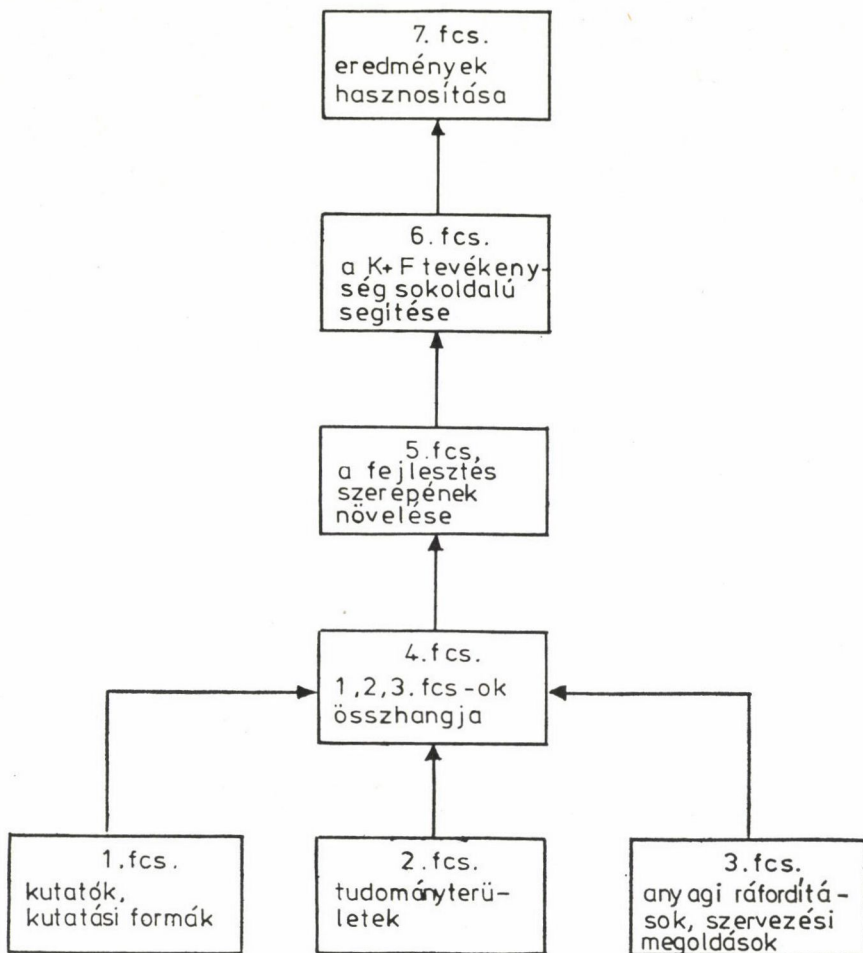 7. fcs.
eredmények
hasznosítása
6. fcs.
a K+F tevékeny-
ség sokoldalú
segítése
5. fcs,
a fejlesztés
szerepének
növelése
4. fcs.
1,2,3. fcs-ok
összhangja
1. fcs.
kutatók,
kutatási formák
2. fcs.
tudományterü-
letek
3. fcs.
anyagi ráfordítá-
sok, szervezési
megoldások